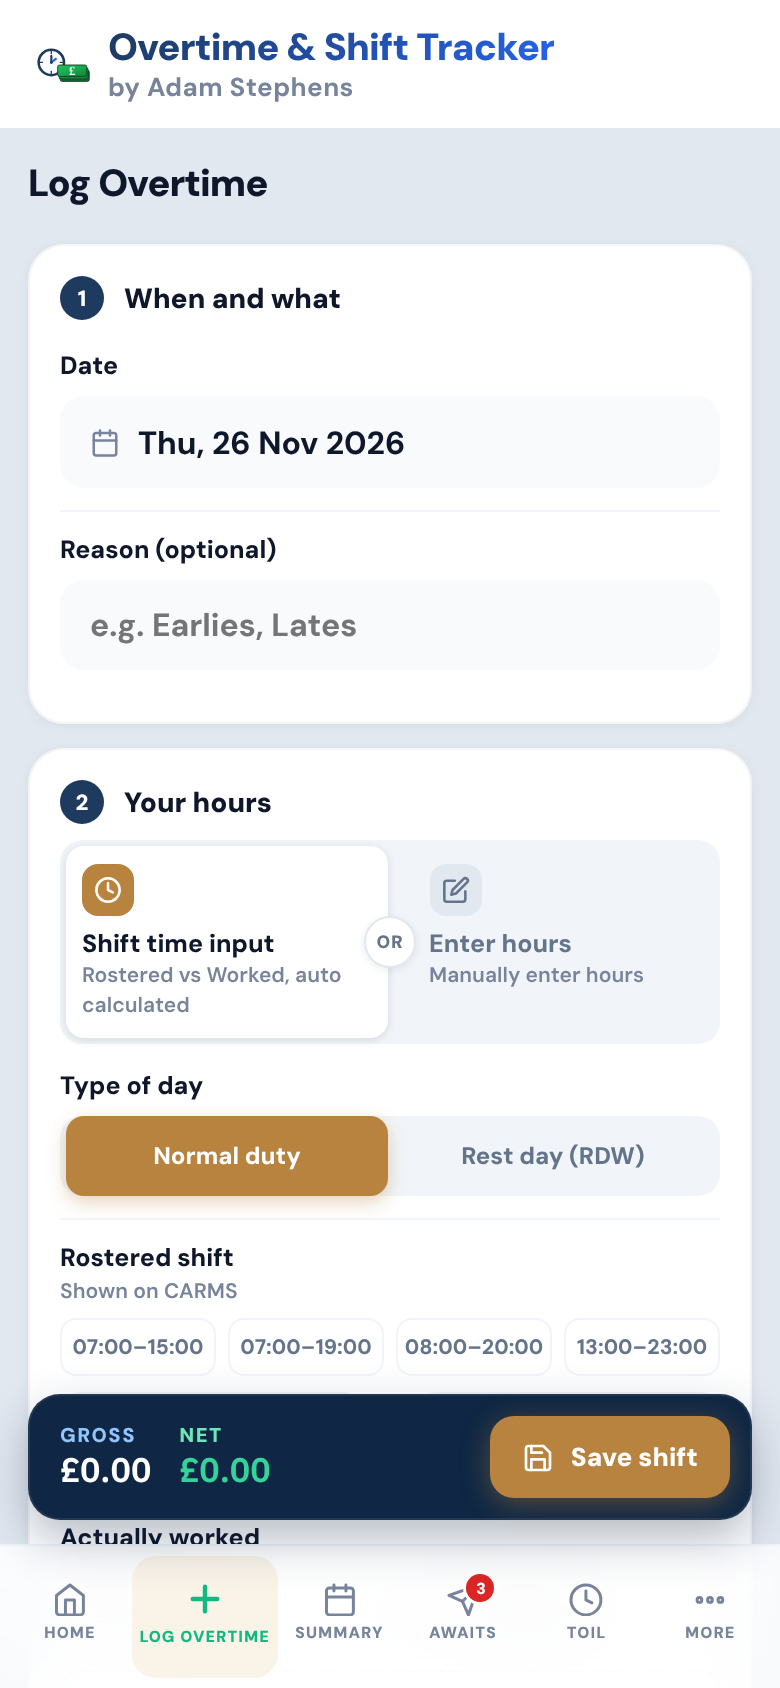 £
Overtime & Shift Tracker
by Adam Stephens
Log Overtime
1 When and what
Date
Thu, 26 Nov 2026
Reason (optional)
e.g. Earlies, Lates
2 Your hours
Shift time input
Rostered vs Worked, auto
calculated
OR
Enter hours
Manually enter hours
Type of day
Normal duty
Rest day (RDW)
Rostered shift
Shown on CARMS
07:00–15:00 07:00–19:00 08:00–20:00 13:00–23:00
GROSS NET
£0.00 £0.00
Save shift
Actually worked
3
HOME LOG OVERTIME SUMMARY AWAITS TOIL MORE